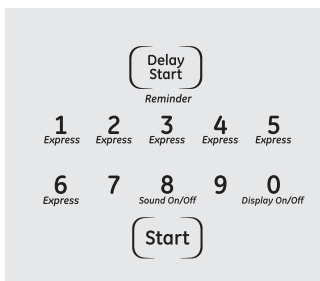 Delay
Start
Reminder
1 2 3 4 5
Express Express Express Express Express
6 7 8 9 0
Express Sound On/Off Display On/Off
Start